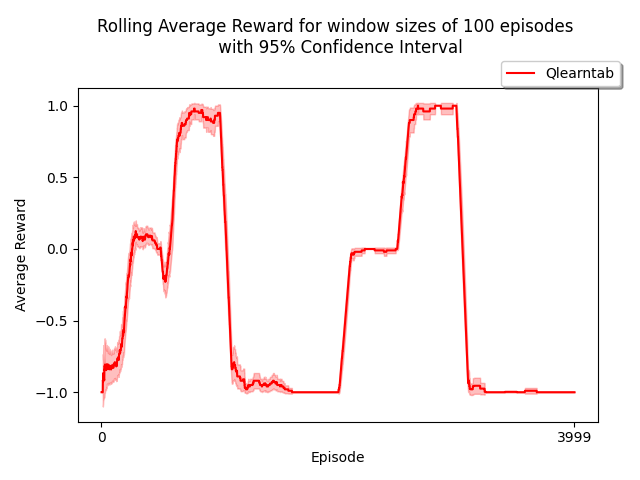 Rolling Average Reward for window sizes of 100 episodes
with 95% Confidence Interval
Qlearntab
1.0
0.5
0.0
−0.5
−1.0
Average Reward
0
3999
Episode